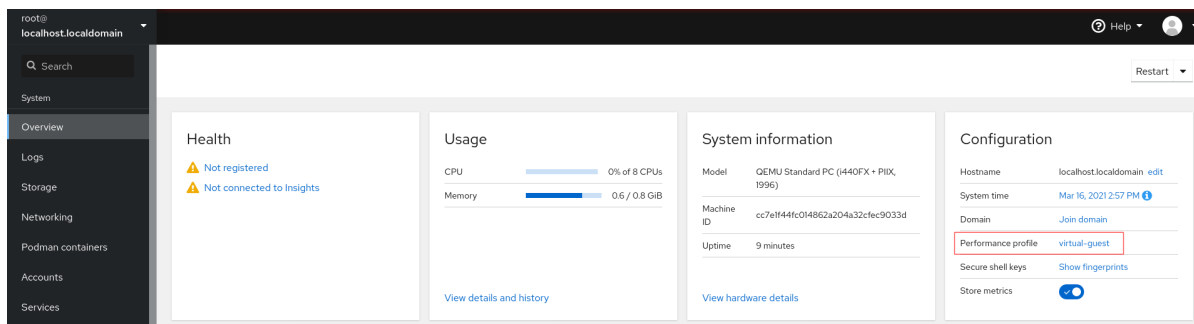 root@
localhost.localdomain
Help
Search
Restart
System
Overview
Logs
Storage
Networking
Podman containers
Accounts
Services
Health
Not registered
Not connected to Insights
Usage
CPU 0% of 8 CPUs
Memory 0.6 / 0.8 GiB
View details and history
System information
Model QEMU Standard PC (i440FX + PIIX,
1996)
Machine
ID cc7e1f44fc014862a204a32cfec9033d
Uptime 9 minutes
View hardware details
Configuration
Hostname localhost.localdomain edit
System time Mar 16, 2021 2:57 PM
Domain Join domain
Performance profile virtual-guest
Secure shell keys Show fingerprints
Store metrics